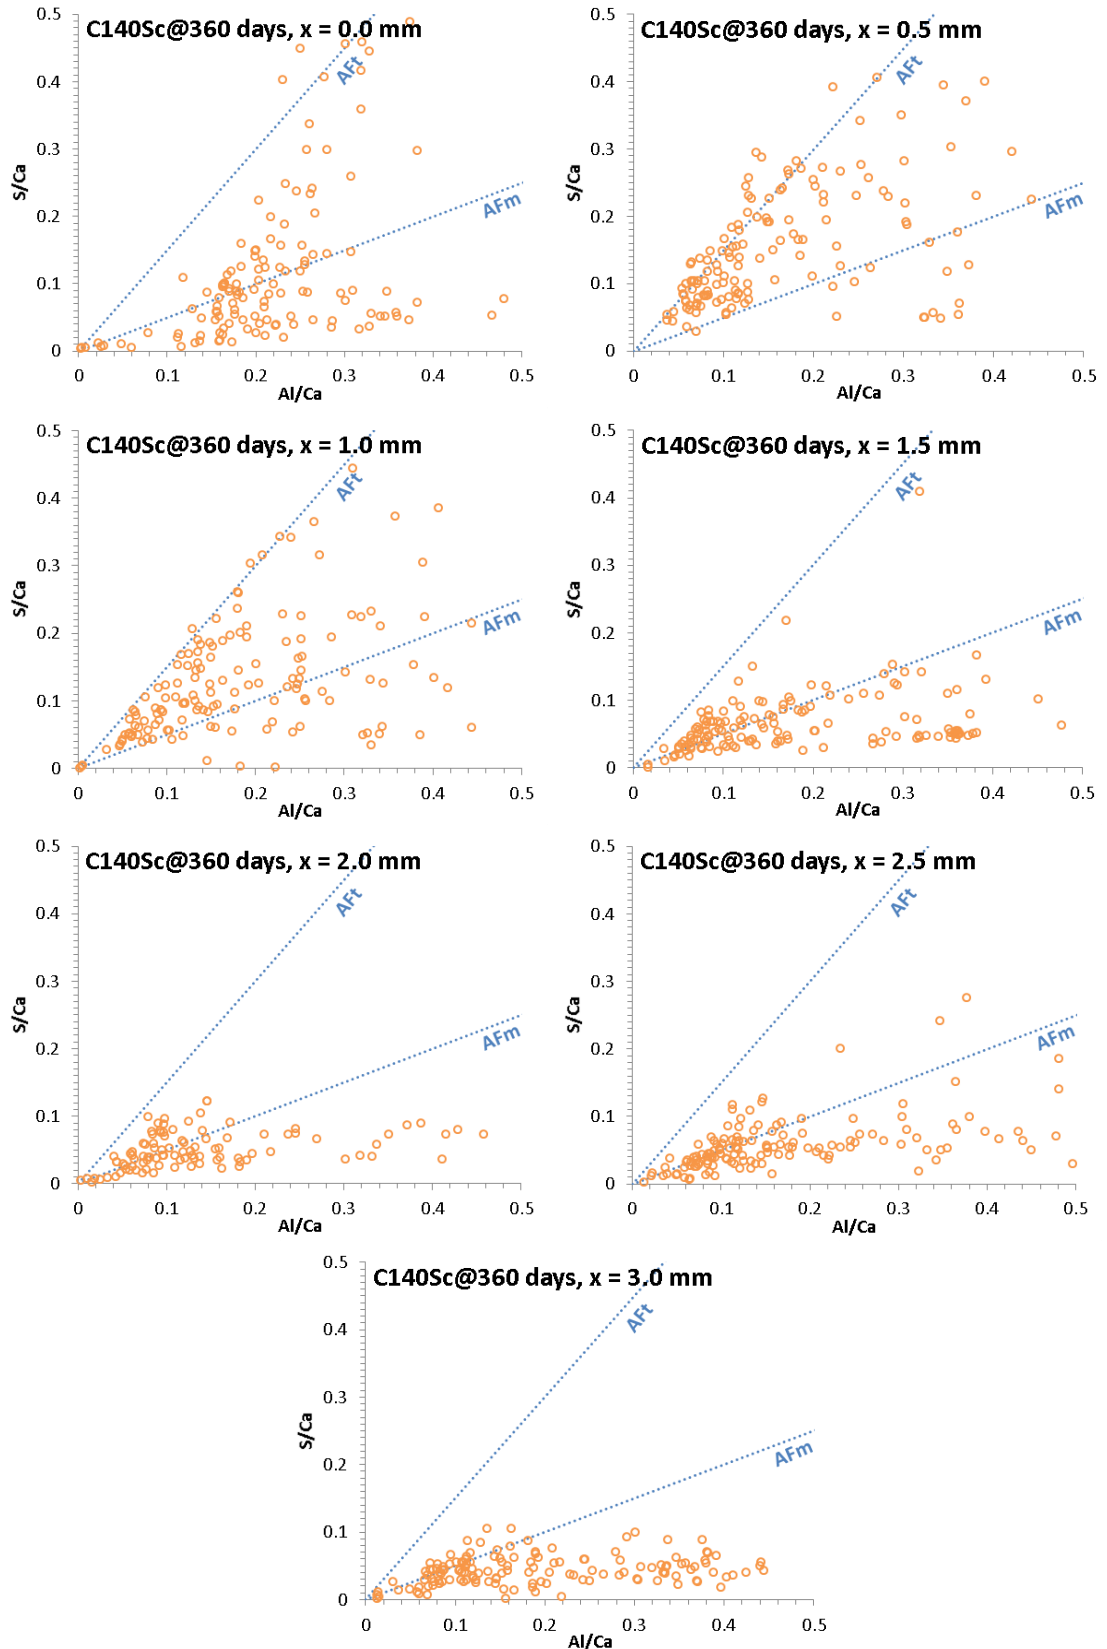 C140Sc@360 days, x = 0.0 mm
0.5
0.4
0.3
0.2
0.1
0
S/Ca
AFt
AFm
0 0.1 0.2 0.3 0.4 0.5
Al/Ca
C140Sc@360 days, x = 0.5 mm
0.5
0.4
0.3
0.2
0.1
0
S/Ca
AFt
AFm
0 0.1 0.2 0.3 0.4 0.5
Al/Ca
C140Sc@360 days, x = 1.0 mm
0.5
0.4
0.3
0.2
0.1
0
S/Ca
AFt
AFm
0 0.1 0.2 0.3 0.4 0.5
Al/Ca
C140Sc@360 days, x = 1.5 mm
0.5
0.4
0.3
0.2
0.1
0
S/Ca
AFt
AFm
0 0.1 0.2 0.3 0.4 0.5
Al/Ca
C140Sc@360 days, x = 2.0 mm
0.5
0.4
0.3
0.2
0.1
0
S/Ca
AFt
AFm
0 0.1 0.2 0.3 0.4 0.5
Al/Ca
C140Sc@360 days, x = 2.5 mm
0.5
0.4
0.3
0.2
0.1
0
S/Ca
AFt
AFm
0 0.1 0.2 0.3 0.4 0.5
Al/Ca
C140Sc@360 days, x = 3.0 mm
0.5
0.4
0.3
0.2
0.1
0
S/Ca
AFt
AFm
0 0.1 0.2 0.3 0.4 0.5
Al/Ca